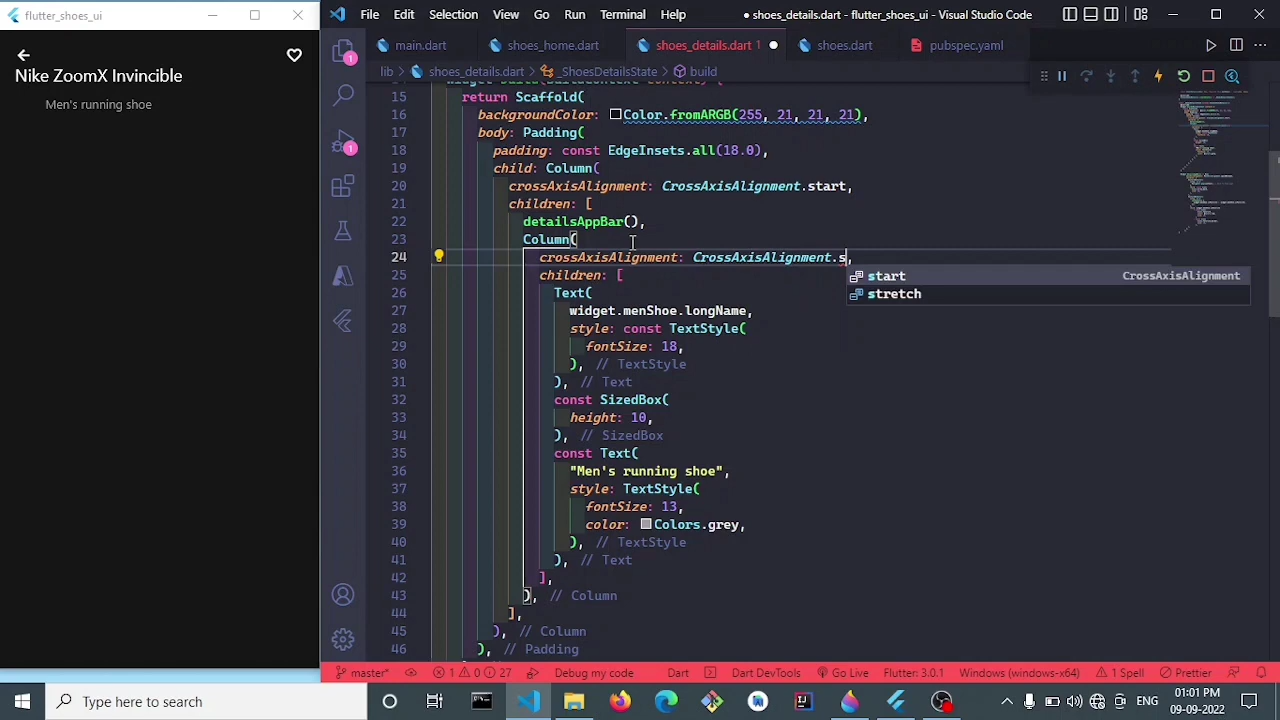 flutter_shoes_ui
Nike ZoomX Invincible
Men's running shoe
File Edit Selection View Go Run Terminal Help
● shoes_details.dart - flutter_shoes_ui - Visual Studio Code
main.dart shoes_home.dart shoes_details.dart 1 shoes.dart pubspec.yaml
lib > shoes_details.dart > _ShoesDetailsState > build
15 return Scaffold(
16 backgroundColor: Color.fromARGB(255, 21, 21, 21),
17 body: Padding(
18 padding: const EdgeInsets.all(18.0),
19 child: Column(
20 crossAxisAlignment: CrossAxisAlignment.start,
21 children: [
22 detailsAppBar(),
23 Column(
24 crossAxisAlignment: CrossAxisAlignment.s,
start CrossAxisAlignment
stretch
25 children: [
26 Text(
27 widget.menShoe.longName,
28 style: const TextStyle(
29 fontSize: 18,
30 ), // TextStyle
31 ), // Text
32 const SizedBox(
33 height: 10,
34 ), // SizedBox
35 const Text(
36 "Men's running shoe",
37 style: TextStyle(
38 fontSize: 13,
39 color: Colors.grey,
40 ), // TextStyle
41 ), // Text
42 ],
43 ), // Column
44 ],
45 ), // Column
46 ), // Padding
master* 1 0 27 Debug my code Dart Dart DevTools Go Live Flutter: 3.0.1 Windows (windows-x64) 1 Spell Prettier
Type here to search
ENG
03-09-2022